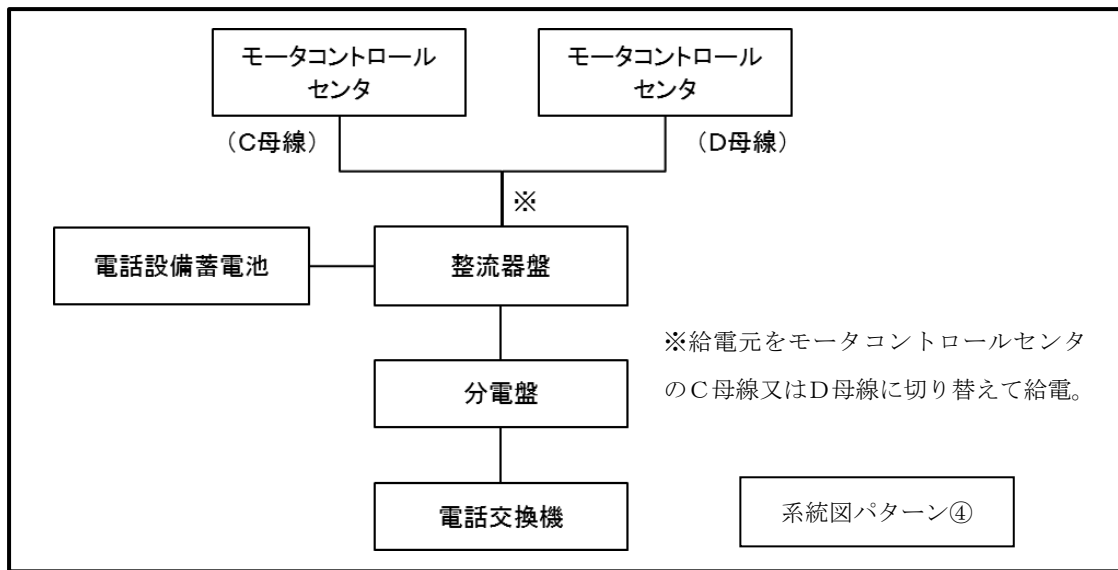 モータコントロール
センタ
モータコントロール
センタ
（C母線）
（D母線）
※
電話設備蓄電池
整流器盤
※給電元をモータコントロールセンタ
のＣ母線又はＤ母線に切り替えて給電。
分電盤
電話交換機
系統図パターン④